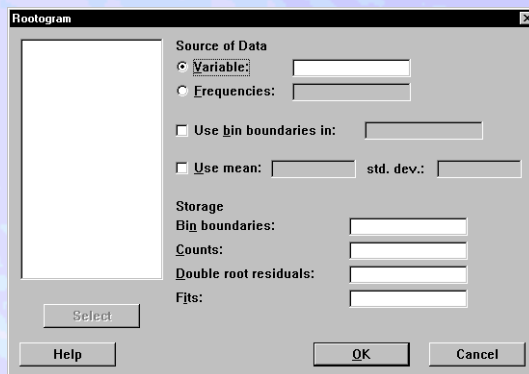 Rootogram
Source of Data
Variable:
Frequencies:
Use bin boundaries in:
Use mean: std. dev.:
Storage
Bin boundaries:
Counts:
Double root residuals:
Fits:
Select
Help OK Cancel